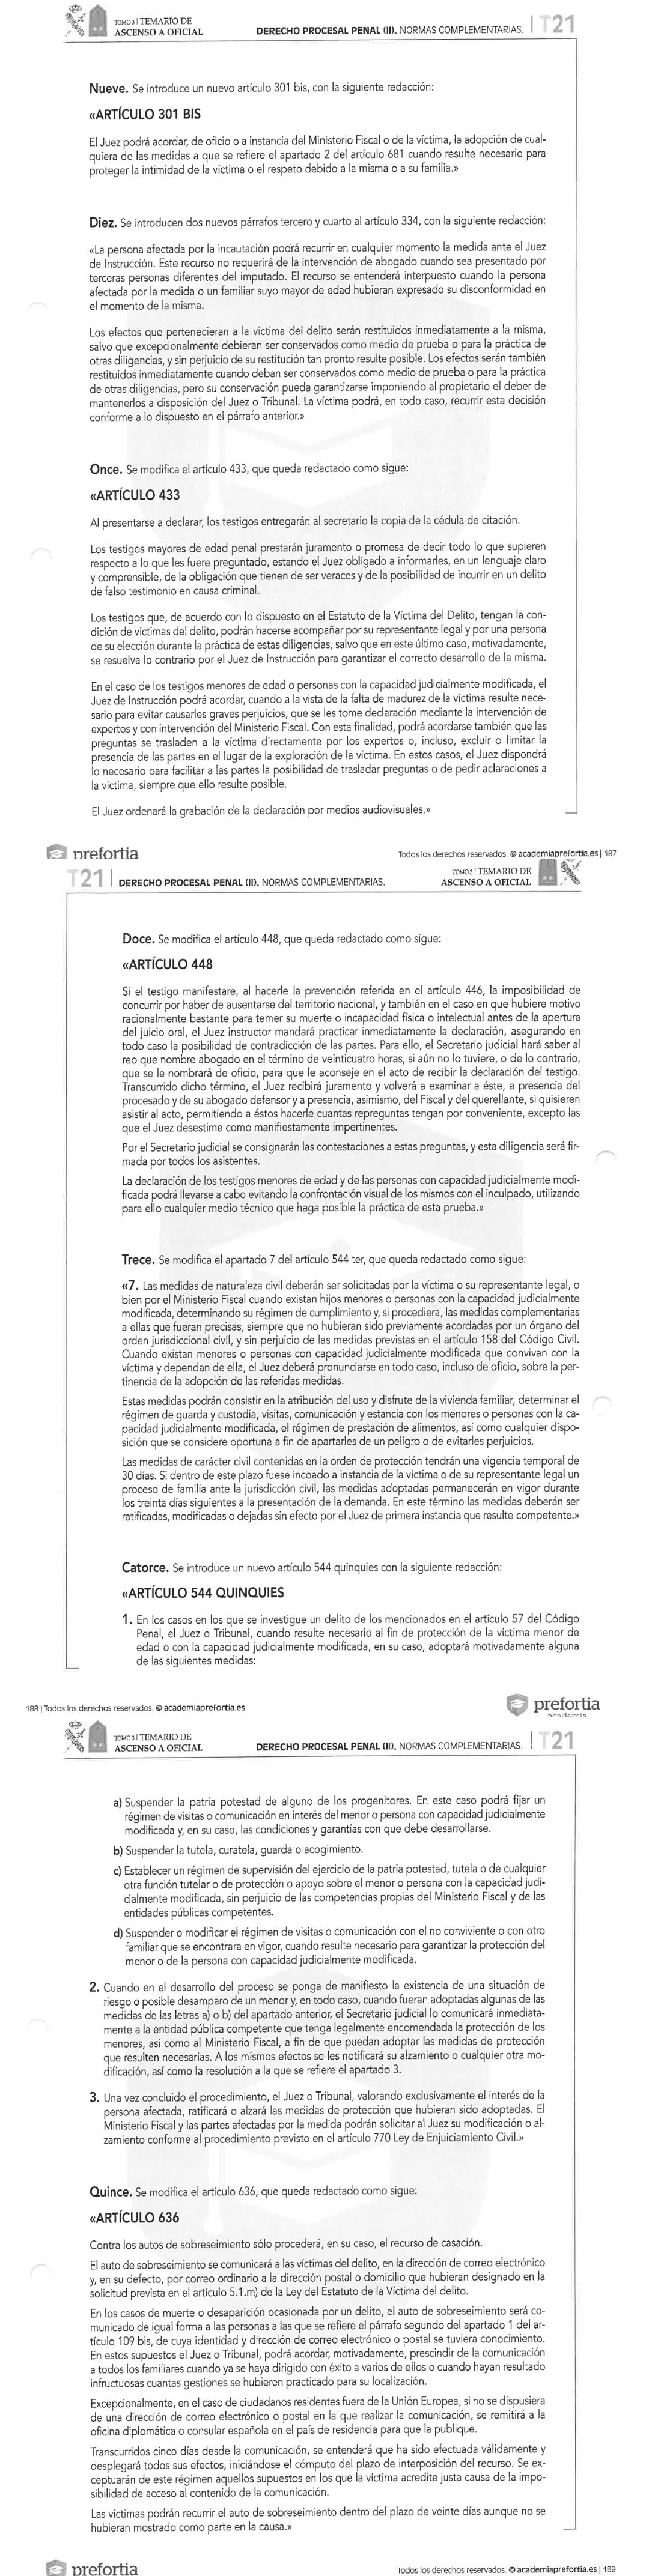 TOMO 3 | TEMARIO DE
ASCENSO A OFICIAL
DERECHO PROCESAL PENAL (II). NORMAS COMPLEMENTARIAS. | T21
Nueve. Se introduce un nuevo artículo 301 bis, con la siguiente redacción:
«ARTÍCULO 301 BIS
El Juez podrá acordar, de oficio o a instancia del Ministerio Fiscal o de la víctima, la adopción de cual-
quiera de las medidas a que se refiere el apartado 2 del artículo 681 cuando resulte necesario para
proteger la intimidad de la víctima o el respeto debido a la misma o a su familia.»
Diez. Se introducen dos nuevos párrafos tercero y cuarto al artículo 334, con la siguiente redacción:
«La persona afectada por la incautación podrá recurrir en cualquier momento la medida ante el Juez
de Instrucción. Este recurso no requerirá de la intervención de abogado cuando sea presentado por
terceras personas diferentes del imputado. El recurso se entenderá interpuesto cuando la persona
afectada por la medida o un familiar suyo mayor de edad hubieran expresado su disconformidad en
el momento de la misma.
Los efectos que pertenecieran a la víctima del delito serán restituidos inmediatamente a la misma,
salvo que excepcionalmente debieran ser conservados como medio de prueba o para la práctica de
otras diligencias, y sin perjuicio de su restitución tan pronto resulte posible. Los efectos serán también
restituidos inmediatamente cuando deban ser conservados como medio de prueba o para la práctica
de otras diligencias, pero su conservación pueda garantizarse imponiendo al propietario el deber de
mantenerlos a disposición del Juez o Tribunal. La víctima podrá, en todo caso, recurrir esta decisión
conforme a lo dispuesto en el párrafo anterior.»
Once. Se modifica el artículo 433, que queda redactado como sigue:
«ARTÍCULO 433
Al presentarse a declarar, los testigos entregarán al secretario la copia de la cédula de citación.
Los testigos mayores de edad penal prestarán juramento o promesa de decir todo lo que supieren
respecto a lo que les fuere preguntado, estando el Juez obligado a informarles, en un lenguaje claro
y comprensible, de la obligación que tienen de ser veraces y de la posibilidad de incurrir en un delito
de falso testimonio en causa criminal.
Los testigos que, de acuerdo con lo dispuesto en el Estatuto de la Víctima del Delito, tengan la con-
dición de víctimas del delito, podrán hacerse acompañar por su representante legal y por una persona
de su elección durante la práctica de estas diligencias, salvo que en este último caso, motivadamente,
se resuelva lo contrario por el Juez de Instrucción para garantizar el correcto desarrollo de la misma.
En el caso de los testigos menores de edad o personas con la capacidad judicialmente modificada, el
Juez de Instrucción podrá acordar, cuando a la vista de la falta de madurez de la víctima resulte nece-
sario para evitar causarles graves perjuicios, que se les tome declaración mediante la intervención de
expertos y con intervención del Ministerio Fiscal. Con esta finalidad, podrá acordarse también que las
preguntas se trasladen a la víctima directamente por los expertos o, incluso, excluir o limitar la
presencia de las partes en el lugar de la exploración de la víctima. En estos casos, el Juez dispondrá
lo necesario para facilitar a las partes la posibilidad de trasladar preguntas o de pedir aclaraciones a
la víctima, siempre que ello resulte posible.
El Juez ordenará la grabación de la declaración por medios audiovisuales.»
prefortia
Todos los derechos reservados. © academiaprefortia.es | 187
T21 | DERECHO PROCESAL PENAL (II). NORMAS COMPLEMENTARIAS.
TOMO 3 | TEMARIO DE
ASCENSO A OFICIAL
Doce. Se modifica el artículo 448, que queda redactado como sigue:
«ARTÍCULO 448
Si el testigo manifestare, al hacerle la prevención referida en el artículo 446, la imposibilidad de
concurrir por haber de ausentarse del territorio nacional, y también en el caso en que hubiere motivo
racionalmente bastante para temer su muerte o incapacidad física o intelectual antes de la apertura
del juicio oral, el Juez instructor mandará practicar inmediatamente la declaración, asegurando en
todo caso la posibilidad de contradicción de las partes. Para ello, el Secretario judicial hará saber al
reo que nombre abogado en el término de veinticuatro horas, si aún no lo tuviere, o de lo contrario,
que se le nombrará de oficio, para que le aconseje en el acto de recibir la declaración del testigo.
Transcurrido dicho término, el Juez recibirá juramento y volverá a examinar a éste, a presencia del
procesado y de su abogado defensor y a presencia, asimismo, del Fiscal y del querellante, si quisieren
asistir al acto, permitiendo a éstos hacerle cuantas repreguntas tengan por conveniente, excepto las
que el Juez desestime como manifiestamente impertinentes.
Por el Secretario judicial se consignarán las contestaciones a estas preguntas, y esta diligencia será fir-
mada por todos los asistentes.
La declaración de los testigos menores de edad y de las personas con capacidad judicialmente modi-
ficada podrá llevarse a cabo evitando la confrontación visual de los mismos con el inculpado, utilizando
para ello cualquier medio técnico que haga posible la práctica de esta prueba.»
Trece. Se modifica el apartado 7 del artículo 544 ter, que queda redactado como sigue:
«7. Las medidas de naturaleza civil deberán ser solicitadas por la víctima o su representante legal, o
bien por el Ministerio Fiscal cuando existan hijos menores o personas con la capacidad judicialmente
modificada, determinando su régimen de cumplimiento y, si procediera, las medidas complementarias
a ellas que fueran precisas, siempre que no hubieran sido previamente acordadas por un órgano del
orden jurisdiccional civil, y sin perjuicio de las medidas previstas en el artículo 158 del Código Civil.
Cuando existan menores o personas con capacidad judicialmente modificada que convivan con la
víctima y dependan de ella, el Juez deberá pronunciarse en todo caso, incluso de oficio, sobre la per-
tinencia de la adopción de las referidas medidas.
Estas medidas podrán consistir en la atribución del uso y disfrute de la vivienda familiar, determinar el
régimen de guarda y custodia, visitas, comunicación y estancia con los menores o personas con la ca-
pacidad judicialmente modificada, el régimen de prestación de alimentos, así como cualquier dispo-
sición que se considere oportuna a fin de apartarles de un peligro o de evitarles perjuicios.
Las medidas de carácter civil contenidas en la orden de protección tendrán una vigencia temporal de
30 días. Si dentro de este plazo fuese incoado a instancia de la víctima o de su representante legal un
proceso de familia ante la jurisdicción civil, las medidas adoptadas permanecerán en vigor durante
los treinta días siguientes a la presentación de la demanda. En este término las medidas deberán ser
ratificadas, modificadas o dejadas sin efecto por el Juez de primera instancia que resulte competente.»
Catorce. Se introduce un nuevo artículo 544 quinquies con la siguiente redacción:
«ARTÍCULO 544 QUINQUIES
1. En los casos en los que se investigue un delito de los mencionados en el artículo 57 del Código
Penal, el Juez o Tribunal, cuando resulte necesario al fin de protección de la víctima menor de
edad o con la capacidad judicialmente modificada, en su caso, adoptará motivadamente alguna
de las siguientes medidas:
188 | Todos los derechos reservados. © academiaprefortia.es
prefortia
academia
TOMO 3 | TEMARIO DE
ASCENSO A OFICIAL
DERECHO PROCESAL PENAL (II). NORMAS COMPLEMENTARIAS. | T21
a) Suspender la patria potestad de alguno de los progenitores. En este caso podrá fijar un
régimen de visitas o comunicación en interés del menor o persona con capacidad judicialmente
modificada y, en su caso, las condiciones y garantías con que debe desarrollarse.
b) Suspender la tutela, curatela, guarda o acogimiento.
c) Establecer un régimen de supervisión del ejercicio de la patria potestad, tutela o de cualquier
otra función tutelar o de protección o apoyo sobre el menor o persona con la capacidad judi-
cialmente modificada, sin perjuicio de las competencias propias del Ministerio Fiscal y de las
entidades públicas competentes.
d) Suspender o modificar el régimen de visitas o comunicación con el no conviviente o con otro
familiar que se encontrara en vigor, cuando resulte necesario para garantizar la protección del
menor o de la persona con capacidad judicialmente modificada.
2. Cuando en el desarrollo del proceso se ponga de manifiesto la existencia de una situación de
riesgo o posible desamparo de un menor y, en todo caso, cuando fueran adoptadas algunas de las
medidas de las letras a) o b) del apartado anterior, el Secretario judicial lo comunicará inmediata-
mente a la entidad pública competente que tenga legalmente encomendada la protección de los
menores, así como al Ministerio Fiscal, a fin de que puedan adoptar las medidas de protección
que resulten necesarias. A los mismos efectos se les notificará su alzamiento o cualquier otra mo-
dificación, así como la resolución a la que se refiere el apartado 3.
3. Una vez concluido el procedimiento, el Juez o Tribunal, valorando exclusivamente el interés de la
persona afectada, ratificará o alzará las medidas de protección que hubieran sido adoptadas. El
Ministerio Fiscal y las partes afectadas por la medida podrán solicitar al Juez su modificación o al-
zamiento conforme al procedimiento previsto en el artículo 770 Ley de Enjuiciamiento Civil.»
Quince. Se modifica el artículo 636, que queda redactado como sigue:
«ARTÍCULO 636
Contra los autos de sobreseimiento sólo procederá, en su caso, el recurso de casación.
El auto de sobreseimiento se comunicará a las víctimas del delito, en la dirección de correo electrónico
y, en su defecto, por correo ordinario a la dirección postal o domicilio que hubieran designado en la
solicitud prevista en el artículo 5.1.m) de la Ley del Estatuto de la Víctima del delito.
En los casos de muerte o desaparición ocasionada por un delito, el auto de sobreseimiento será co-
municado de igual forma a las personas a las que se refiere el párrafo segundo del apartado 1 del ar-
tículo 109 bis, de cuya identidad y dirección de correo electrónico o postal se tuviera conocimiento.
En estos supuestos el Juez o Tribunal, podrá acordar, motivadamente, prescindir de la comunicación
a todos los familiares cuando ya se haya dirigido con éxito a varios de ellos o cuando hayan resultado
infructuosas cuantas gestiones se hubieren practicado para su localización.
Excepcionalmente, en el caso de ciudadanos residentes fuera de la Unión Europea, si no se dispusiera
de una dirección de correo electrónico o postal en la que realizar la comunicación, se remitirá a la
oficina diplomática o consular española en el país de residencia para que la publique.
Transcurridos cinco días desde la comunicación, se entenderá que ha sido efectuada válidamente y
desplegará todos sus efectos, iniciándose el cómputo del plazo de interposición del recurso. Se ex-
ceptuarán de este régimen aquellos supuestos en los que la víctima acredite justa causa de la impo-
sibilidad de acceso al contenido de la comunicación.
Las víctimas podrán recurrir el auto de sobreseimiento dentro del plazo de veinte días aunque no se
hubieran mostrado como parte en la causa.»
prefortia
Todos los derechos reservados. © academiaprefortia.es | 189